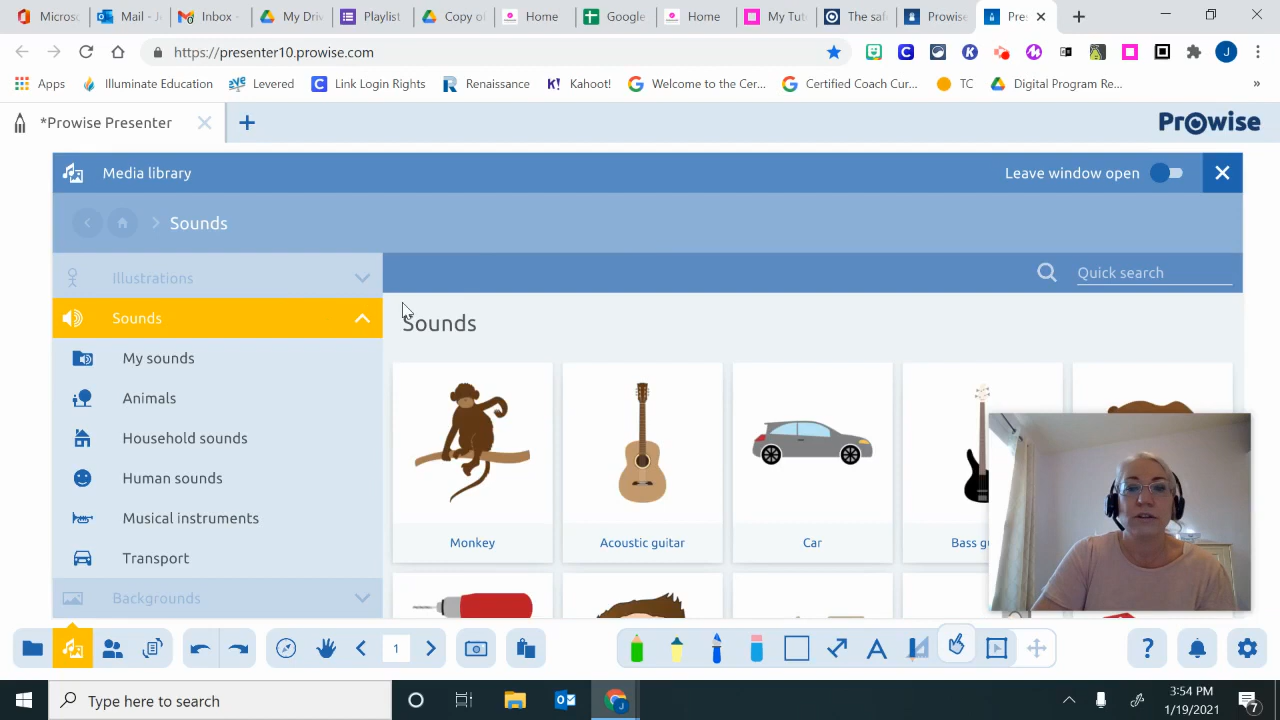 Micros
Mail - J
Inbox -
My Driv
Playlist
Copy of
Home
Google
Home
My Tu
The saf
Prowise
Pre
https://presenter10.prowise.com
J
Apps
Illuminate Education
Levered
Link Login Rights
Renaissance
Kahoot!
Welcome to the Cer...
Certified Coach Cur...
TC
Digital Program Re...
»
*Prowise Presenter
Prowise
Media library
Leave window open
Sounds
Illustrations
Quick search
Sounds
Sounds
My sounds
Animals
Household sounds
Human sounds
Musical instruments
Transport
Backgrounds
Monkey
Acoustic guitar
Car
Bass gu
1
Type here to search
3:54 PM
1/19/2021
7